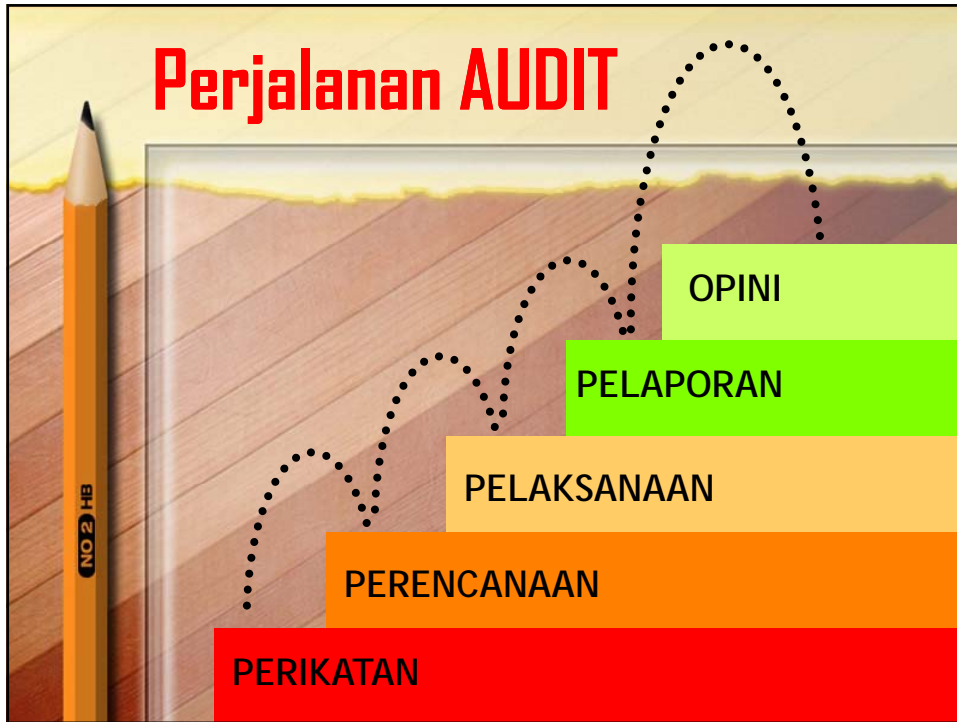 Perjalanan AUDIT
OPINI
PELAPORAN
PELAKSANAAN
PERENCANAAN
PERIKATAN
NO 2 HB